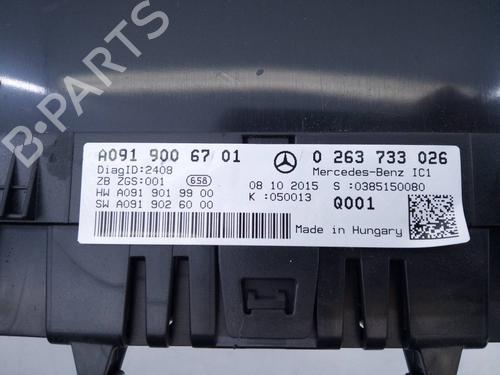 A091 900 67 01
0 263 733 026
DiagID:2408
Mercedes-Benz IC1
ZB ZGS:001
658
08 10 2015
S :0385150080
HW A091 901 99 00
K :050013
Q001
SW A091 902 60 00
Made in Hungary
B-PARTS